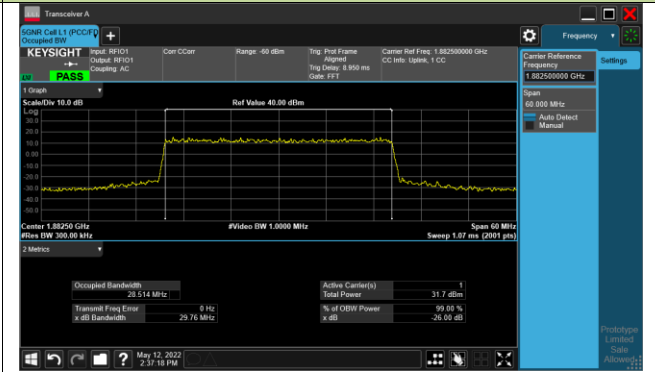 Transceiver A
5GNR Cell L1 (PCC/FD
Occupied BW
Frequency
KEYSIGHT
PASS
Input: RFIO1
Output: RFIO1
Coupling: AC
Corr CCorr
Range: -60 dBm
Trig: Prot Frame
Aligned
Trig Delay: 8.950 ms
Gate: FFT
Carrier Ref Freq: 1.882500000 GHz
CC Info: Uplink, 1 CC
Carrier Reference
Frequency
1.882500000 GHz
Settings
Span
60.000 MHz
Auto Detect
Manual
1 Graph
Scale/Div 10.0 dB
Ref Value 40.00 dBm
Log
30.0
20.0
10.0
0.00
-10.0
-20.0
-30.0
-40.0
-50.0
Center 1.88250 GHz
#Video BW 1.0000 MHz
Span 60 MHz
#Res BW 300.00 kHz
Sweep 1.07 ms (2001 pts)
2 Metrics
Occupied Bandwidth
28.514 MHz
Active Carrier(s) 1
Total Power 31.7 dBm
Transmit Freq Error 0 Hz
x dB Bandwidth 29.76 MHz
% of OBW Power 99.00 %
x dB -26.00 dB
May 12, 2022
2:37:18 PM
Prototype
Limited
Sale
Allowed